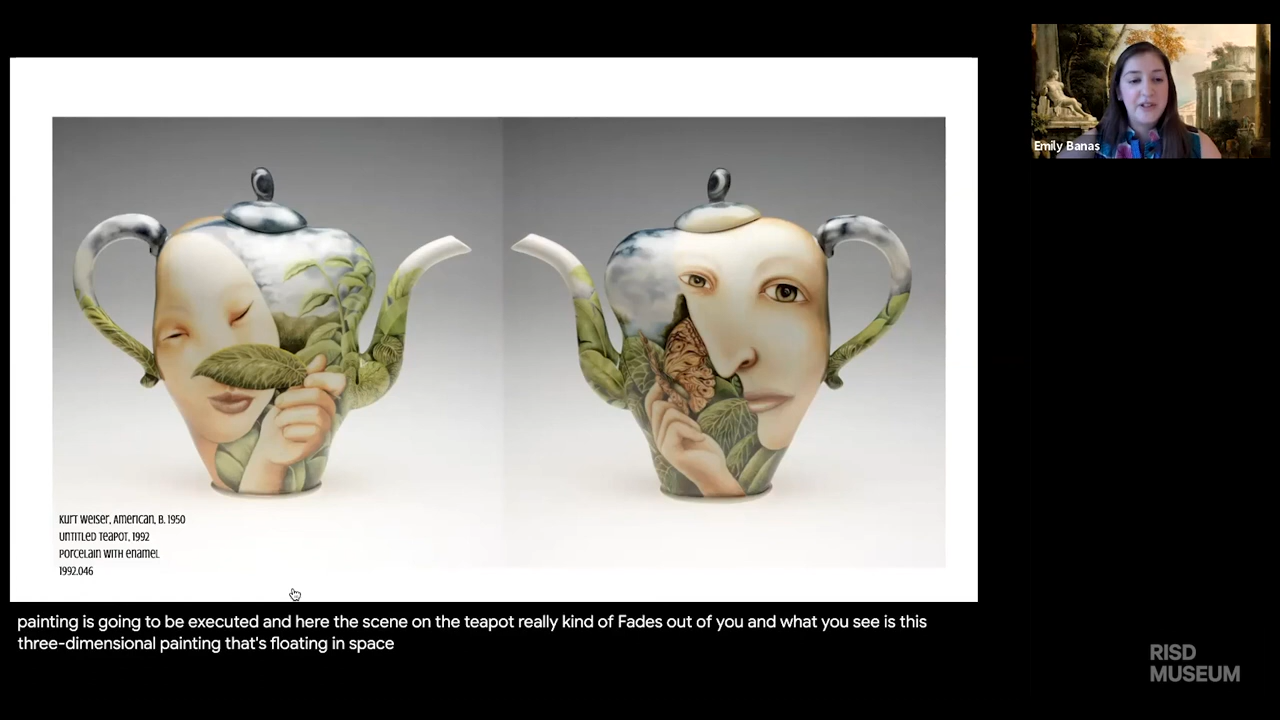 Emily Banas
Kurt Weiser, American, B. 1950
Untitled Teapot, 1992
Porcelain with enamel
1992.046
painting is going to be executed and here the scene on the teapot really kind of Fades out of you and what you see is this
three-dimensional painting that's floating in space
RISD
MUSEUM